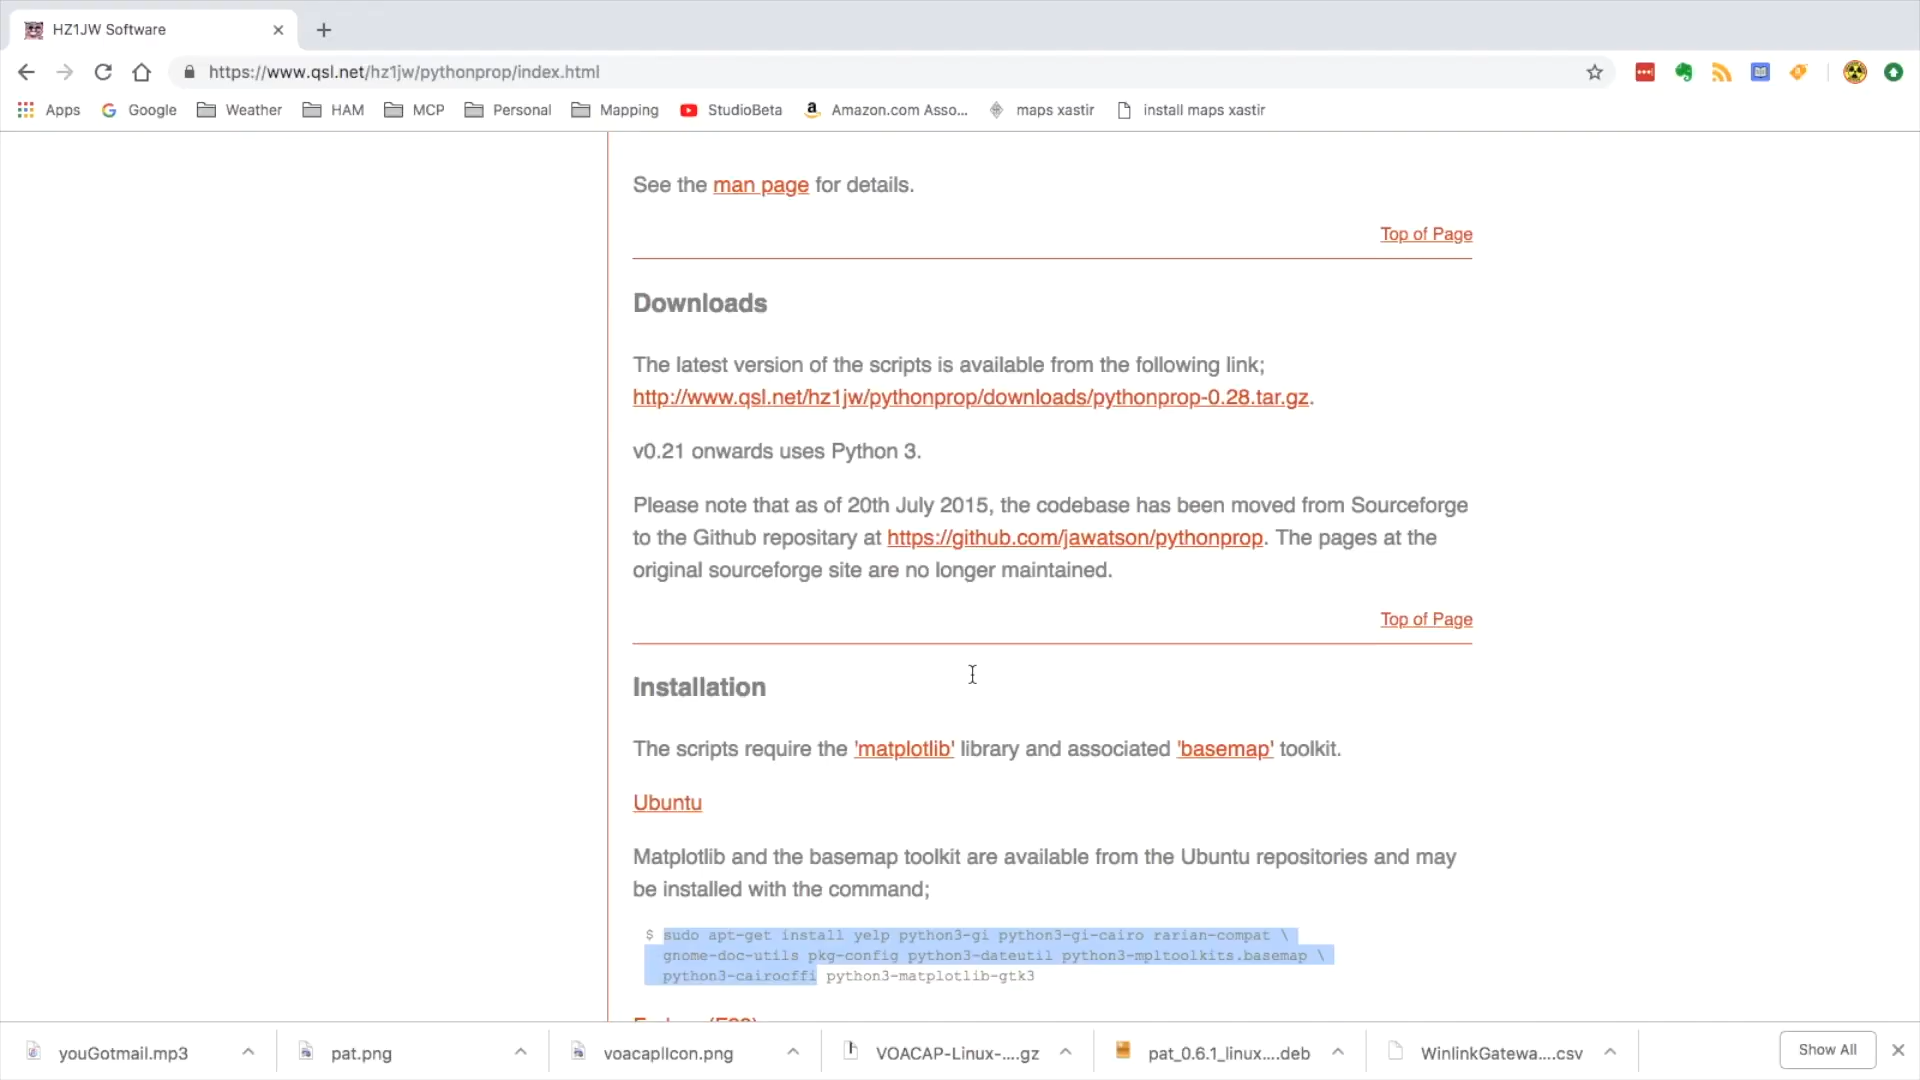 HZ1JW Software
https://www.qsl.net/hz1jw/pythonprop/index.html
Apps Google Weather HAM MCP Personal Mapping StudioBeta Amazon.com Asso... maps xastir install maps xastir
See the man page for details.
Top of Page
Downloads
The latest version of the scripts is available from the following link;
http://www.qsl.net/hz1jw/pythonprop/downloads/pythonprop-0.28.tar.gz.
v0.21 onwards uses Python 3.
Please note that as of 20th July 2015, the codebase has been moved from Sourceforge
to the Github repositary at https://github.com/jawatson/pythonprop. The pages at the
original sourceforge site are no longer maintained.
Top of Page
Installation
The scripts require the 'matplotlib' library and associated 'basemap' toolkit.
Ubuntu
Matplotlib and the basemap toolkit are available from the Ubuntu repositories and may
be installed with the command;
$ sudo apt-get install yelp python3-gi python3-gi-cairo rarian-compat \
gnome-doc-utils pkg-config python3-dateutil python3-mpltoolkits.basemap \
python3-cairocffi python3-matplotlib-gtk3
youGotmail.mp3 pat.png voacaplIcon.png VOACAP-Linux-....gz pat_0.6.1_linux....deb WinlinkGatewa....csv Show All